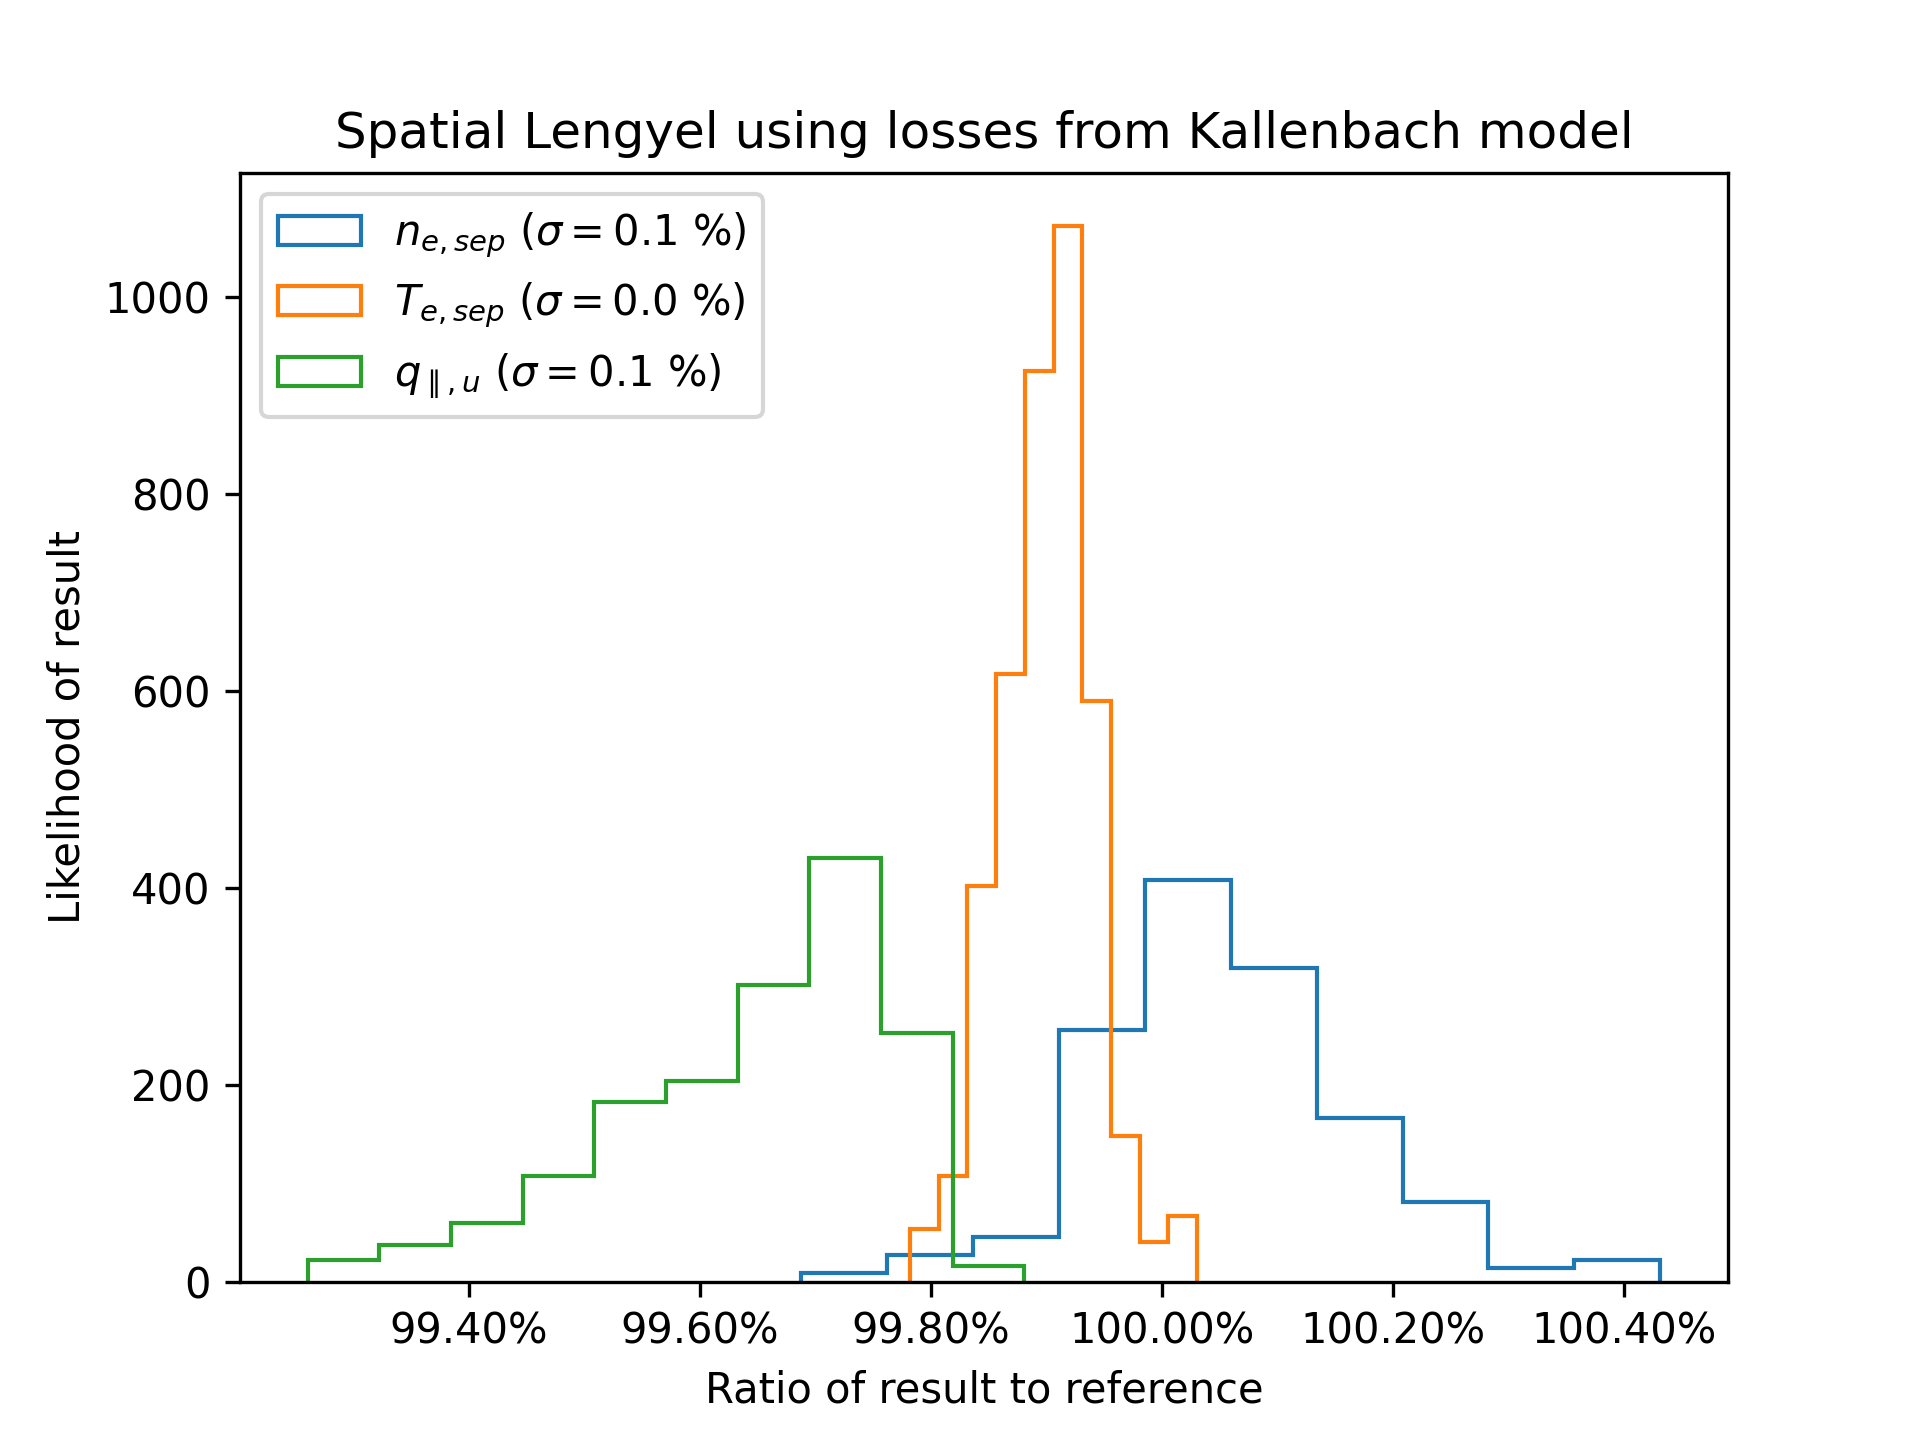 Spatial Lengyel using losses from Kallenbach model
n_{e,sep} (σ = 0.1 %)
T_{e,sep} (σ = 0.0 %)
q_{∥,u} (σ = 0.1 %)
Likelihood of result
1000
800
600
400
200
0
99.40% 99.60% 99.80% 100.00% 100.20% 100.40%
Ratio of result to reference